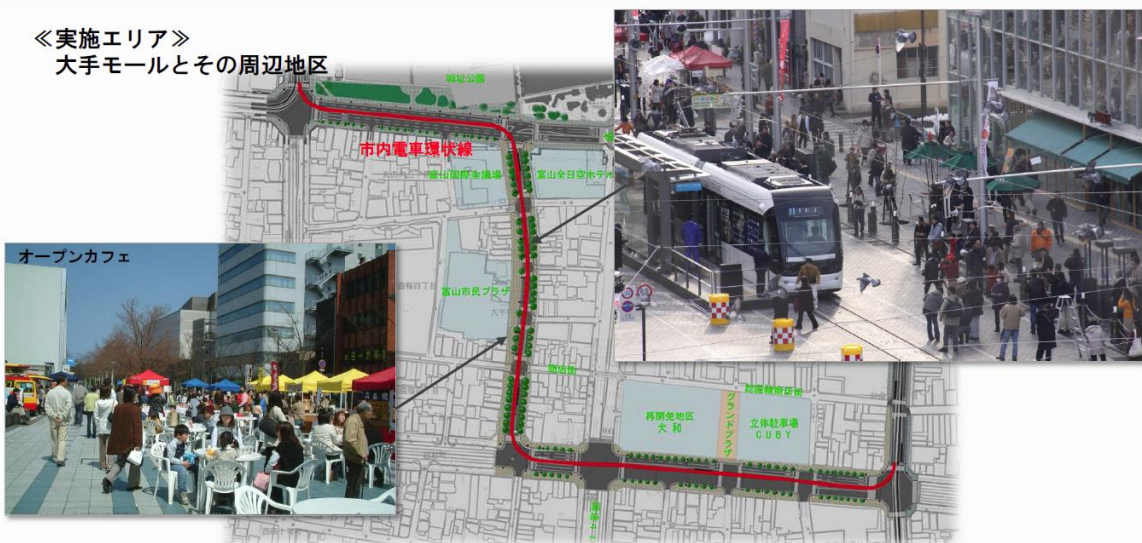 ≪実施エリア≫
大手モールとその周辺地区
城址公園
市内電車環状線
富山国際会議場
富山全日空ホテル
オープンカフェ
富山市民プラザ
総曲輪商店街
再開発地区
大和
グランドプラザ
立体駐車場
CUBY